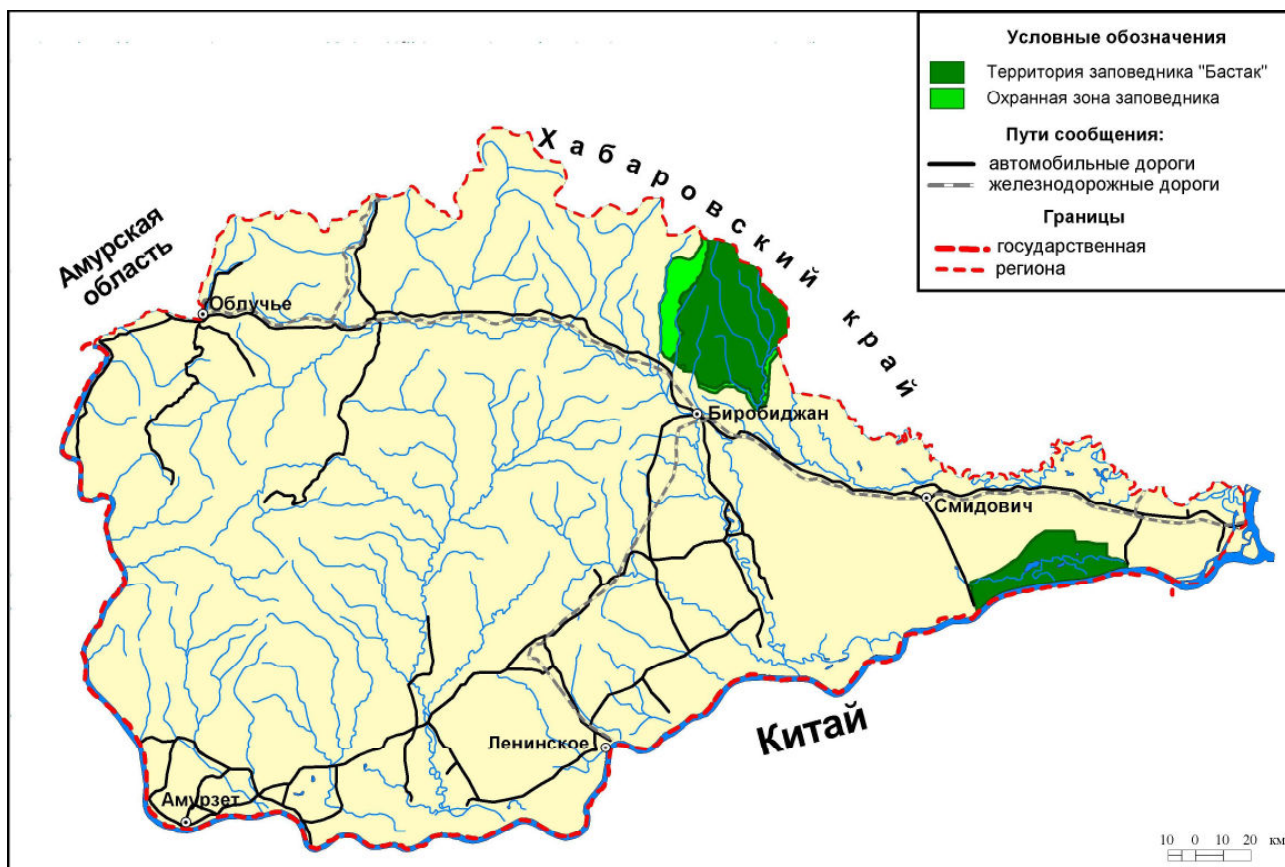 Условные обозначения
Территория заповедника "Бастак"
Охранная зона заповедника
Пути сообщения:
автомобильные дороги
железнодорожные дороги
Границы
государственная
региона
Хабаровский край
Амурская
область
Облучье
Биробиджан
Смидович
Китай
Ленинское
Амурзет
10 0 10 20 км